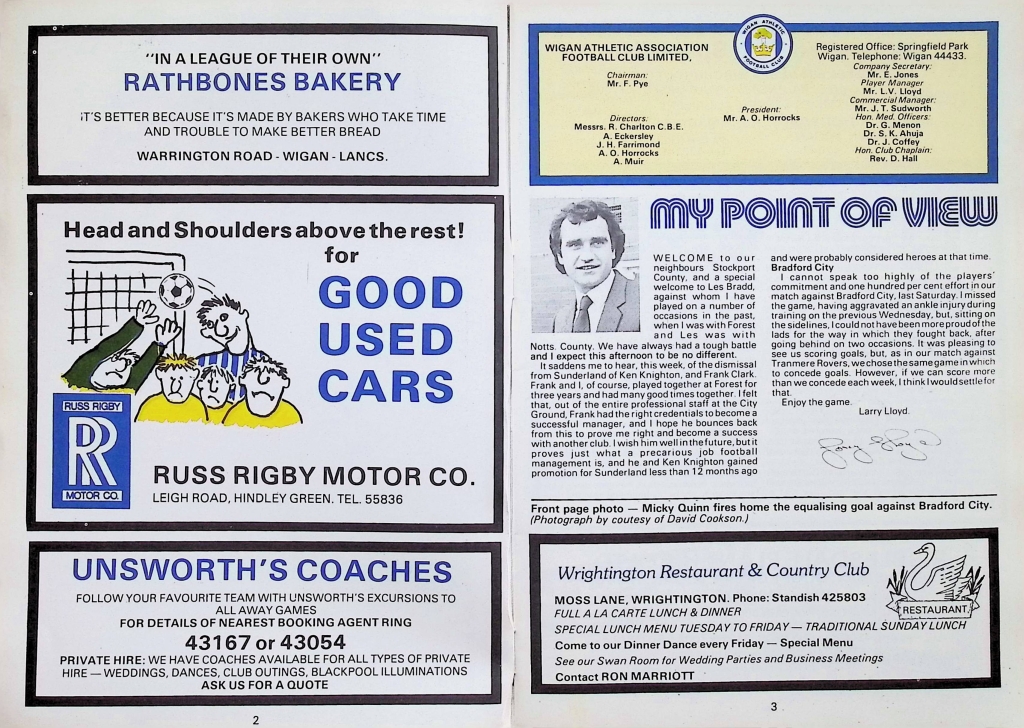 "IN A LEAGUE OF THEIR OWN"
RATHBONES BAKERY
IT'S BETTER BECAUSE IT'S MADE BY BAKERS WHO TAKE TIME
AND TROUBLE TO MAKE BETTER BREAD
WARRINGTON ROAD - WIGAN - LANCS.
Head and Shoulders above the rest!
for
GOOD
USED
CARS
RUSS RIGBY
RR
MOTOR CO.
RUSS RIGBY MOTOR CO.
LEIGH ROAD, HINDLEY GREEN. TEL. 55836
UNSWORTH'S COACHES
FOLLOW YOUR FAVOURITE TEAM WITH UNSWORTH'S EXCURSIONS TO
ALL AWAY GAMES
FOR DETAILS OF NEAREST BOOKING AGENT RING
43167 or 43054
PRIVATE HIRE: WE HAVE COACHES AVAILABLE FOR ALL TYPES OF PRIVATE
HIRE — WEDDINGS, DANCES, CLUB OUTINGS, BLACKPOOL ILLUMINATIONS
ASK US FOR A QUOTE
2
WIGAN ATHLETIC ASSOCIATION
FOOTBALL CLUB LIMITED,
Chairman:
Mr. F. Pye
Directors:
Messrs. R. Charlton C.B.E.
A. Eckersley
J. H. Farrimond
A. O. Horrocks
A. Muir
WIGAN ATHLETIC
FOOTBALL CLUB
President:
Mr. A. O. Horrocks
Registered Office: Springfield Park
Wigan. Telephone: Wigan 44433.
Company Secretary:
Mr. E. Jones
Player Manager
Mr. L.V. Lloyd
Commercial Manager:
Mr. J. T. Sudworth
Hon. Med. Officers:
Dr. G. Menon
Dr. S. K. Ahuja
Dr. J. Coffey
Hon. Club Chaplain:
Rev. D. Hall
MY POINT OF VIEW
WELCOME to our
neighbours Stockport
County, and a special
welcome to Les Bradd,
against whom I have
played on a number of
occasions in the past,
when I was with Forest
and Les was with
Notts. County. We have always had a tough battle
and I expect this afternoon to be no different.
It saddens me to hear, this week, of the dismissal
from Sunderland of Ken Knighton, and Frank Clark.
Frank and I, of course, played together at Forest for
three years and had many good times together. I felt
that, out of the entire professional staff at the City
Ground, Frank had the right credentials to become a
successful manager, and I hope he bounces back
from this to prove me right and become a success
with another club. I wish him well in the future, but it
proves just what a precarious job football
management is, and he and Ken Knighton gained
promotion for Sunderland less than 12 months ago
and were probably considered heroes at that time.
Bradford City
I cannot speak too highly of the players'
commitment and one hundred per cent effort in our
match against Bradford City, last Saturday. I missed
the game, having aggravated an ankle injury during
training on the previous Wednesday, but, sitting on
the sidelines, I could not have been more proud of the
lads for the way in which they fought back, after
going behind on two occasions. It was pleasing to
see us scoring goals, but, as in our match against
Tranmere Rovers, we chose the same game in which
to concede goals. However, if we can score more
than we concede each week, I think I would settle for
that.
Enjoy the game.
Larry Lloyd.
Larry Lloyd
Front page photo — Micky Quinn fires home the equalising goal against Bradford City.
(Photograph by coutesy of David Cookson.)
Wrightington Restaurant & Country Club
RESTAURANT
MOSS LANE, WRIGHTINGTON. Phone: Standish 425803
FULL A LA CARTE LUNCH & DINNER
SPECIAL LUNCH MENU TUESDAY TO FRIDAY — TRADITIONAL SUNDAY LUNCH
Come to our Dinner Dance every Friday — Special Menu
See our Swan Room for Wedding Parties and Business Meetings
Contact RON MARRIOTT
3